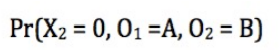 Pr(X₂ = 0, O₁ =A, O₂ = B)